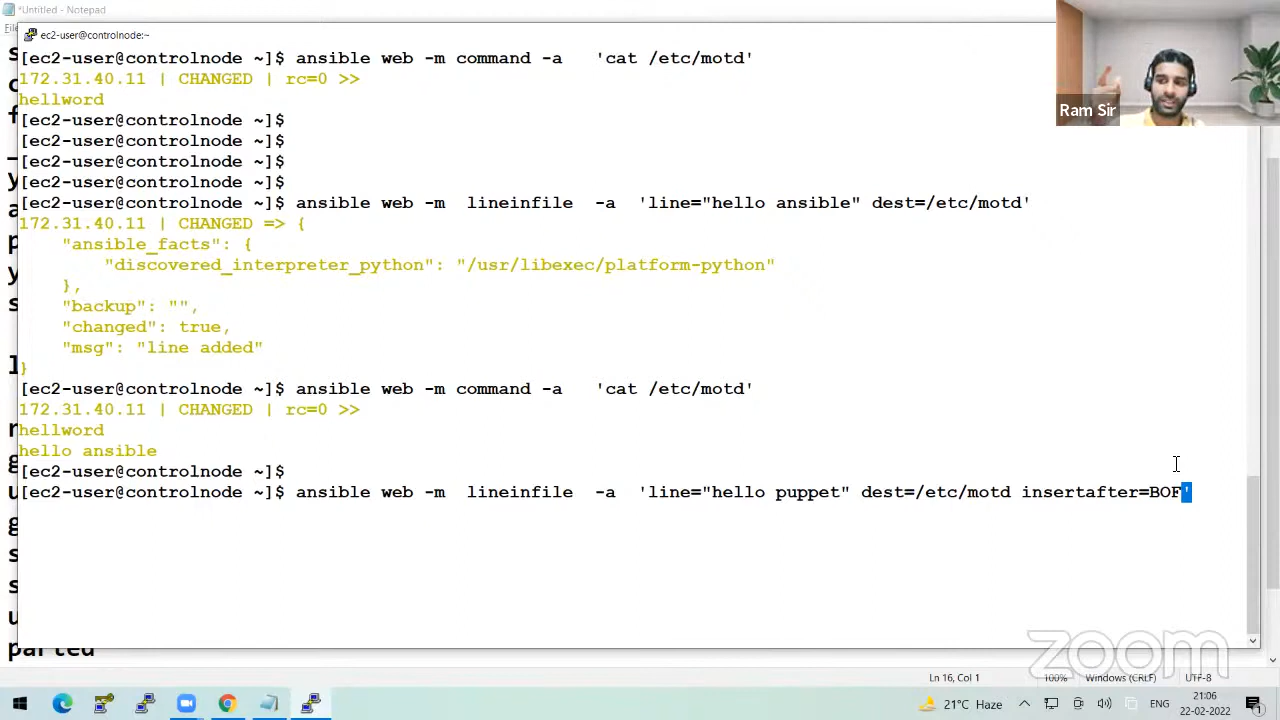 *Untitled - Notepad
ec2-user@controlnode:~
[ec2-user@controlnode ~]$ ansible web -m command -a   'cat /etc/motd'
172.31.40.11 | CHANGED | rc=0 >>
hellword
[ec2-user@controlnode ~]$
[ec2-user@controlnode ~]$
[ec2-user@controlnode ~]$
[ec2-user@controlnode ~]$
[ec2-user@controlnode ~]$ ansible web -m  lineinfile  -a  'line="hello ansible" dest=/etc/motd'
172.31.40.11 | CHANGED => {
    "ansible_facts": {
        "discovered_interpreter_python": "/usr/libexec/platform-python"
    },
    "backup": "",
    "changed": true,
    "msg": "line added"
}
[ec2-user@controlnode ~]$ ansible web -m command -a   'cat /etc/motd'
172.31.40.11 | CHANGED | rc=0 >>
hellword
hello ansible
[ec2-user@controlnode ~]$
[ec2-user@controlnode ~]$ ansible web -m  lineinfile  -a  'line="hello puppet" dest=/etc/motd insertafter=BOF'
Ram Sir
zoom
Ln 16, Col 1
100%
Windows (CRLF)
UTF-8
21°C Haze
ENG
21:06
22-02-2022